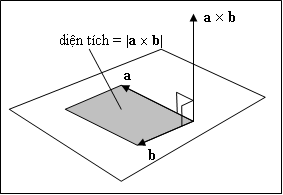 a × b
diện tích = |a × b|
a
b